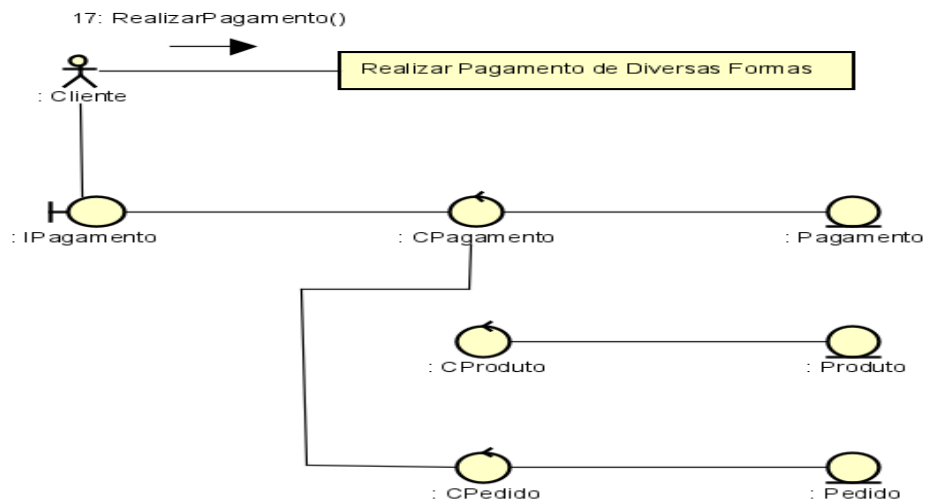 17: RealizarPagamento()
Realizar Pagamento de Diversas Formas
: Cliente
: IPagamento
: CPagamento
: Pagamento
: CProduto
: Produto
: CPedido
: Pedido